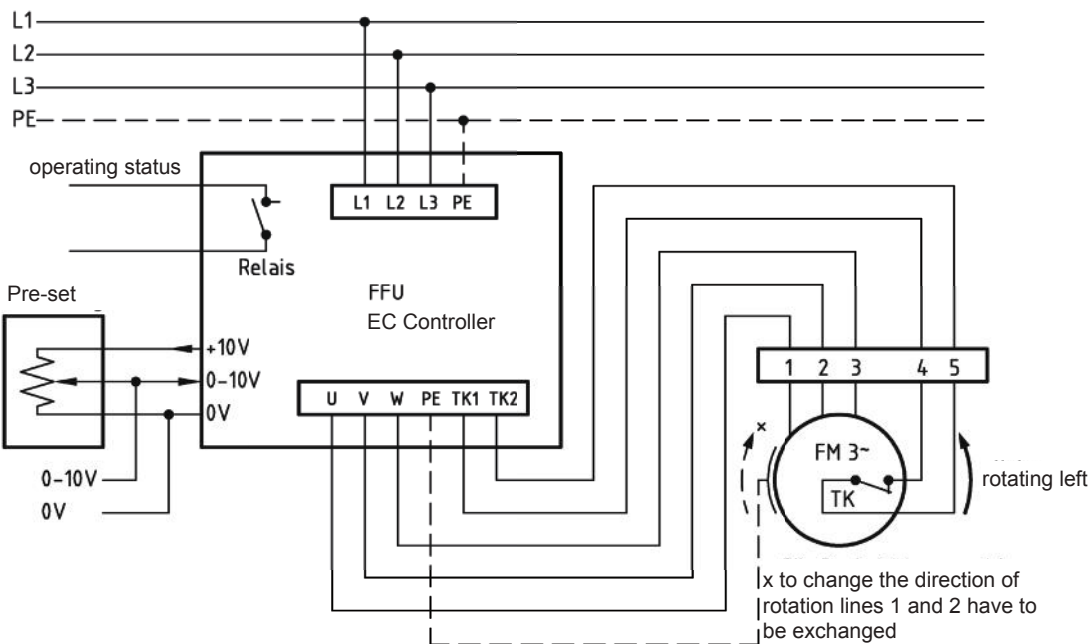 L1
L2
L3
PE
operating status
L1 L2 L3 PE
Relais
Pre-set
FFU
EC Controller
+10V
0-10V
0V
U V W PE TK1 TK2
1 2 3 4 5
x
FM 3~
TK
rotating left
0-10V
0V
x to change the direction of
rotation lines 1 and 2 have to
be exchanged